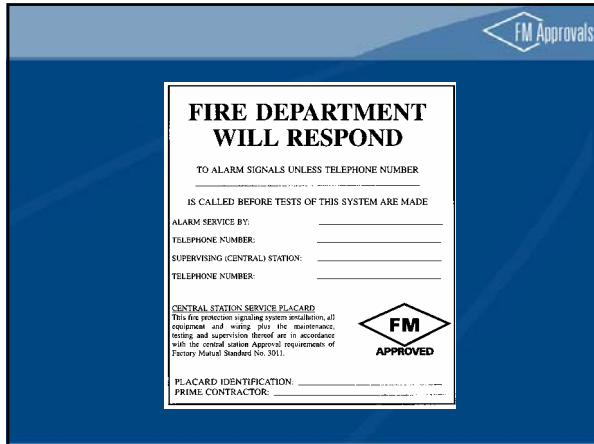 FM Approvals
FIRE DEPARTMENT
WILL RESPOND
TO ALARM SIGNALS UNLESS TELEPHONE NUMBER
IS CALLED BEFORE TESTS OF THIS SYSTEM ARE MADE
ALARM SERVICE BY:
TELEPHONE NUMBER:
SUPERVISING (CENTRAL) STATION:
TELEPHONE NUMBER:
CENTRAL STATION SERVICE PLACARD
This fire protection signaling system installation, all
equipment and wiring plus the maintenance,
testing and supervision thereof are in accordance
with the central station Approval requirements of
Factory Mutual Standard No. 3011.
FM
APPROVED
PLACARD IDENTIFICATION:
PRIME CONTRACTOR: